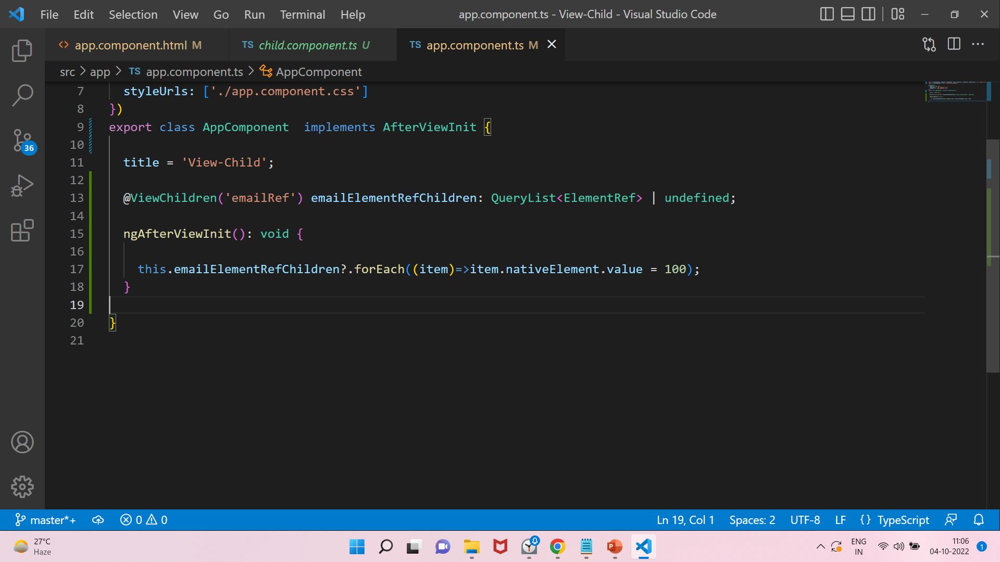 File Edit Selection View Go Run Terminal Help app.component.ts - View-Child - Visual Studio Code
<> app.component.html M TS child.component.ts U TS app.component.ts M
src > app > TS app.component.ts > AppComponent
7 styleUrls: ['./app.component.css']
8 })
9 export class AppComponent  implements AfterViewInit {
10
11 title = 'View-Child';
12
13 @ViewChildren('emailRef') emailElementRefChildren: QueryList<ElementRef> | undefined;
14
15 ngAfterViewInit(): void {
16
17 this.emailElementRefChildren?.forEach((item)=>item.nativeElement.value = 100);
18 }
19
20 }
21
36
master*+ 0 0 Ln 19, Col 1 Spaces: 2 UTF-8 LF {} TypeScript
27°C
Haze
P
ENG
IN
11:06
04-10-2022
1